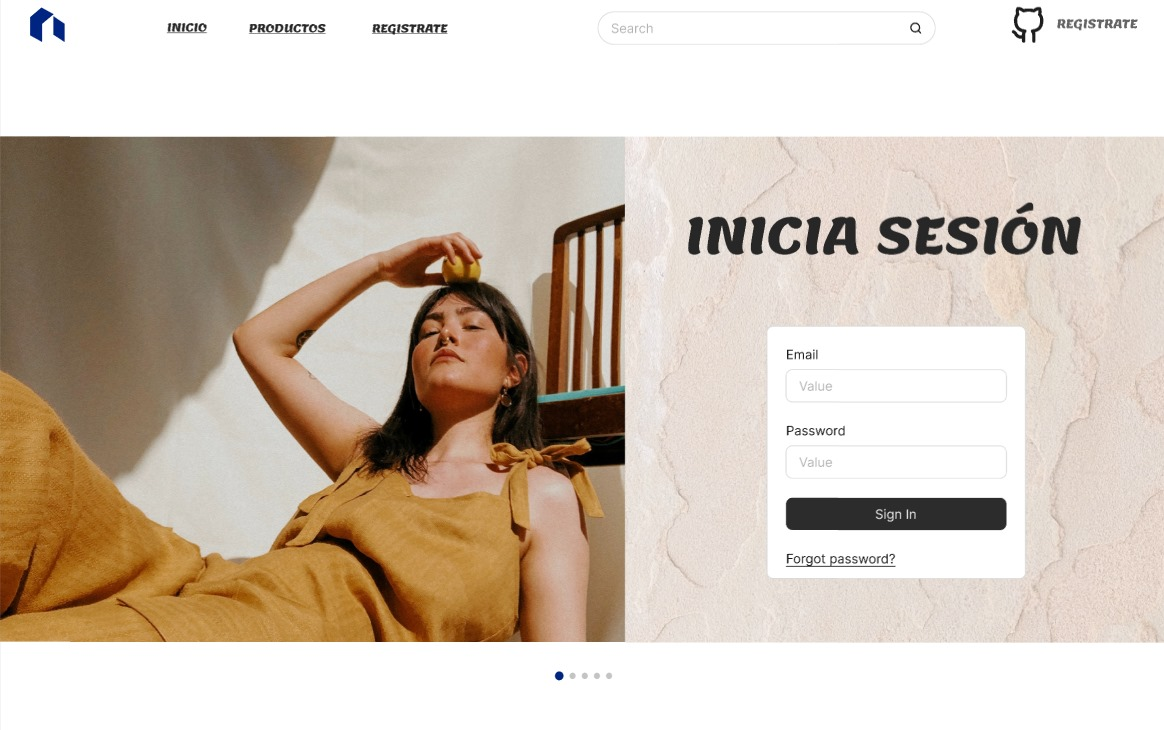 INICIO
PRODUCTOS
REGISTRATE
Search
REGISTRATE
INICIA SESIÓN
Email
Value
Password
Value
Sign In
Forgot password?